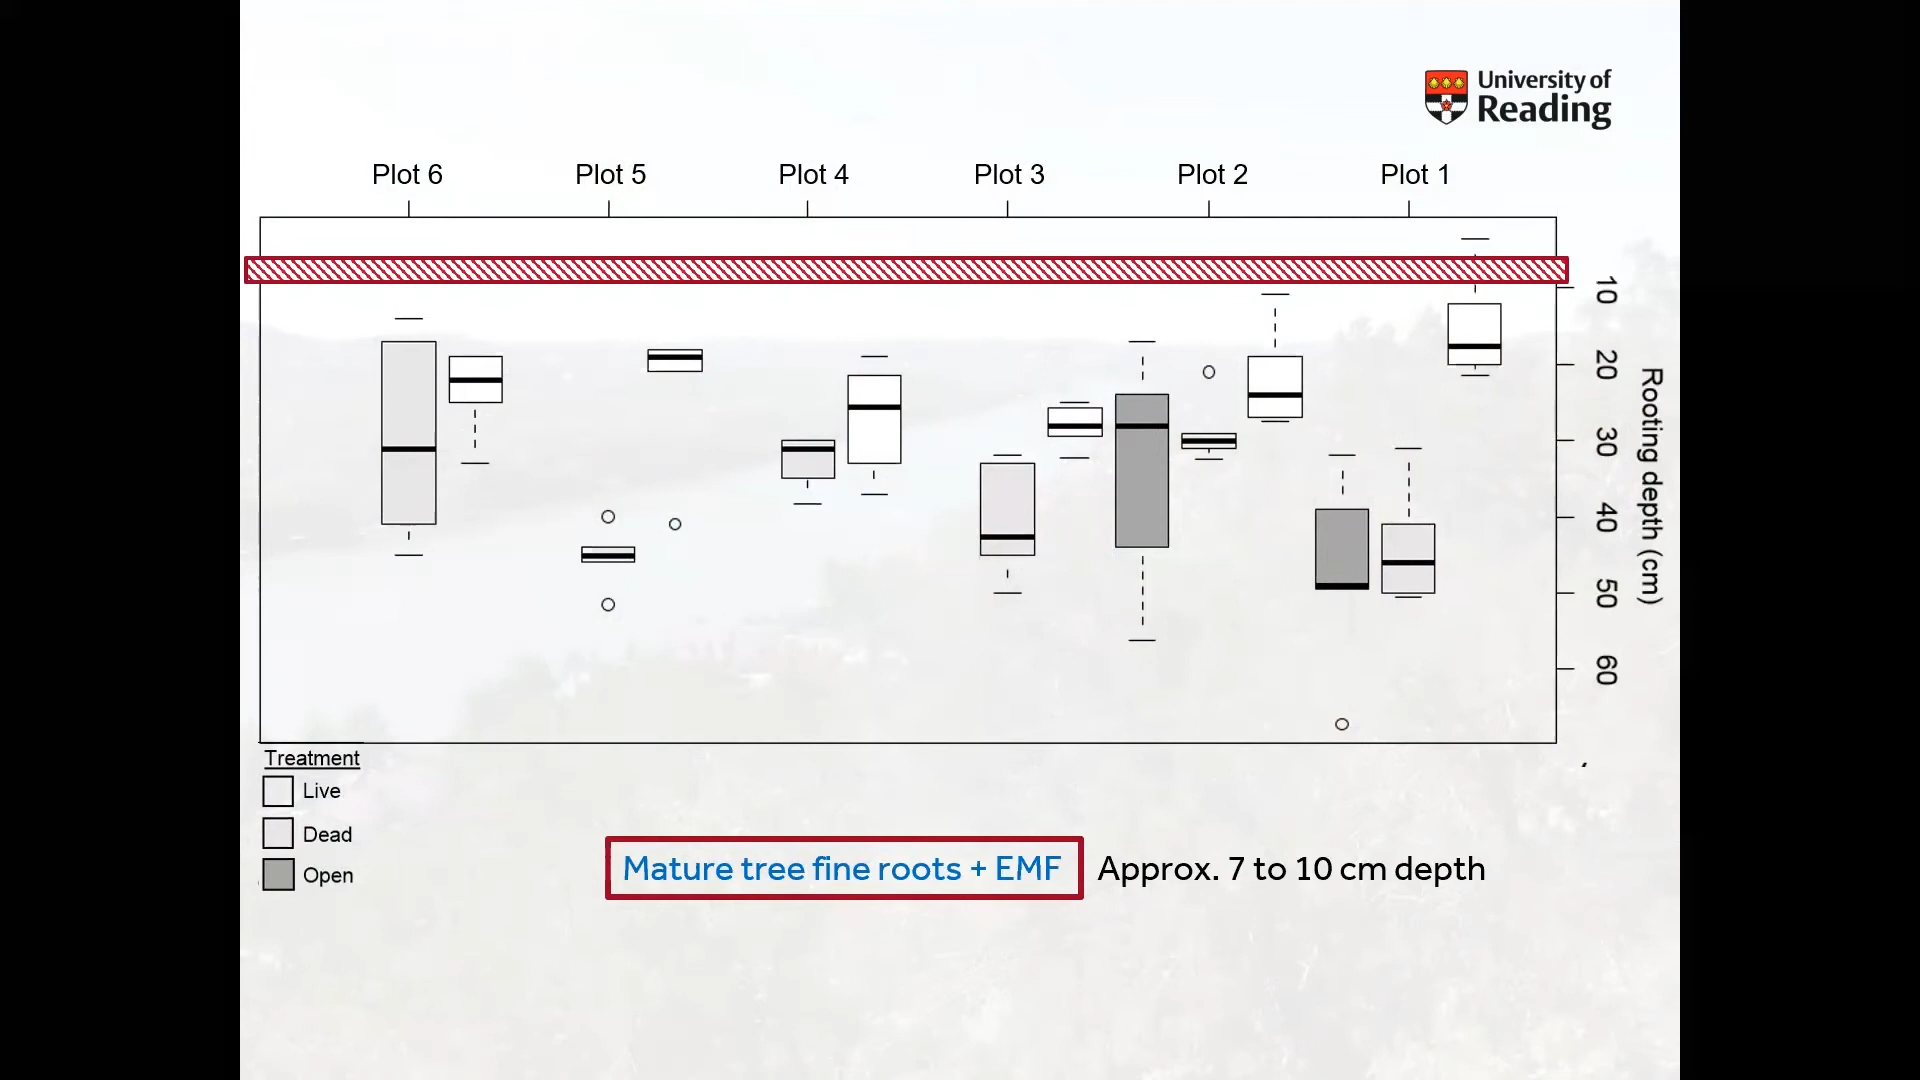 University of
Reading
Plot 6 Plot 5 Plot 4 Plot 3 Plot 2 Plot 1
10
20
30
40
50
60
Rooting depth (cm)
Treatment
Live
Dead
Open
Mature tree fine roots + EMF Approx. 7 to 10 cm depth